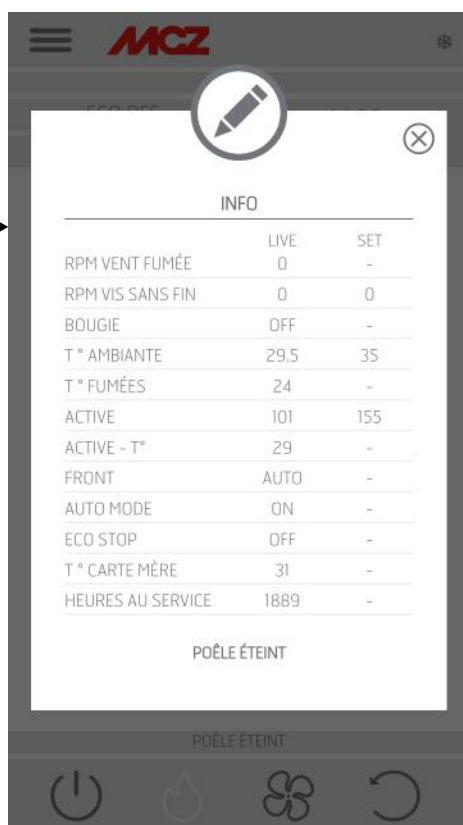 MCZ
INFO
LIVE SET
RPM VENT FUMÉE 0 -
RPM VIS SANS FIN 0 0
BOUGIE OFF -
T° AMBIANTE 29.5 35
T° FUMÉES 24 -
ACTIVE 101 155
ACTIVE - T° 29 -
FRONT AUTO -
AUTO MODE ON -
ECO STOP OFF -
T° CARTE MÈRE 31 -
HEURES AU SERVICE 1889 -
POÊLE ÉTEINT
POÊLE ÉTEINT